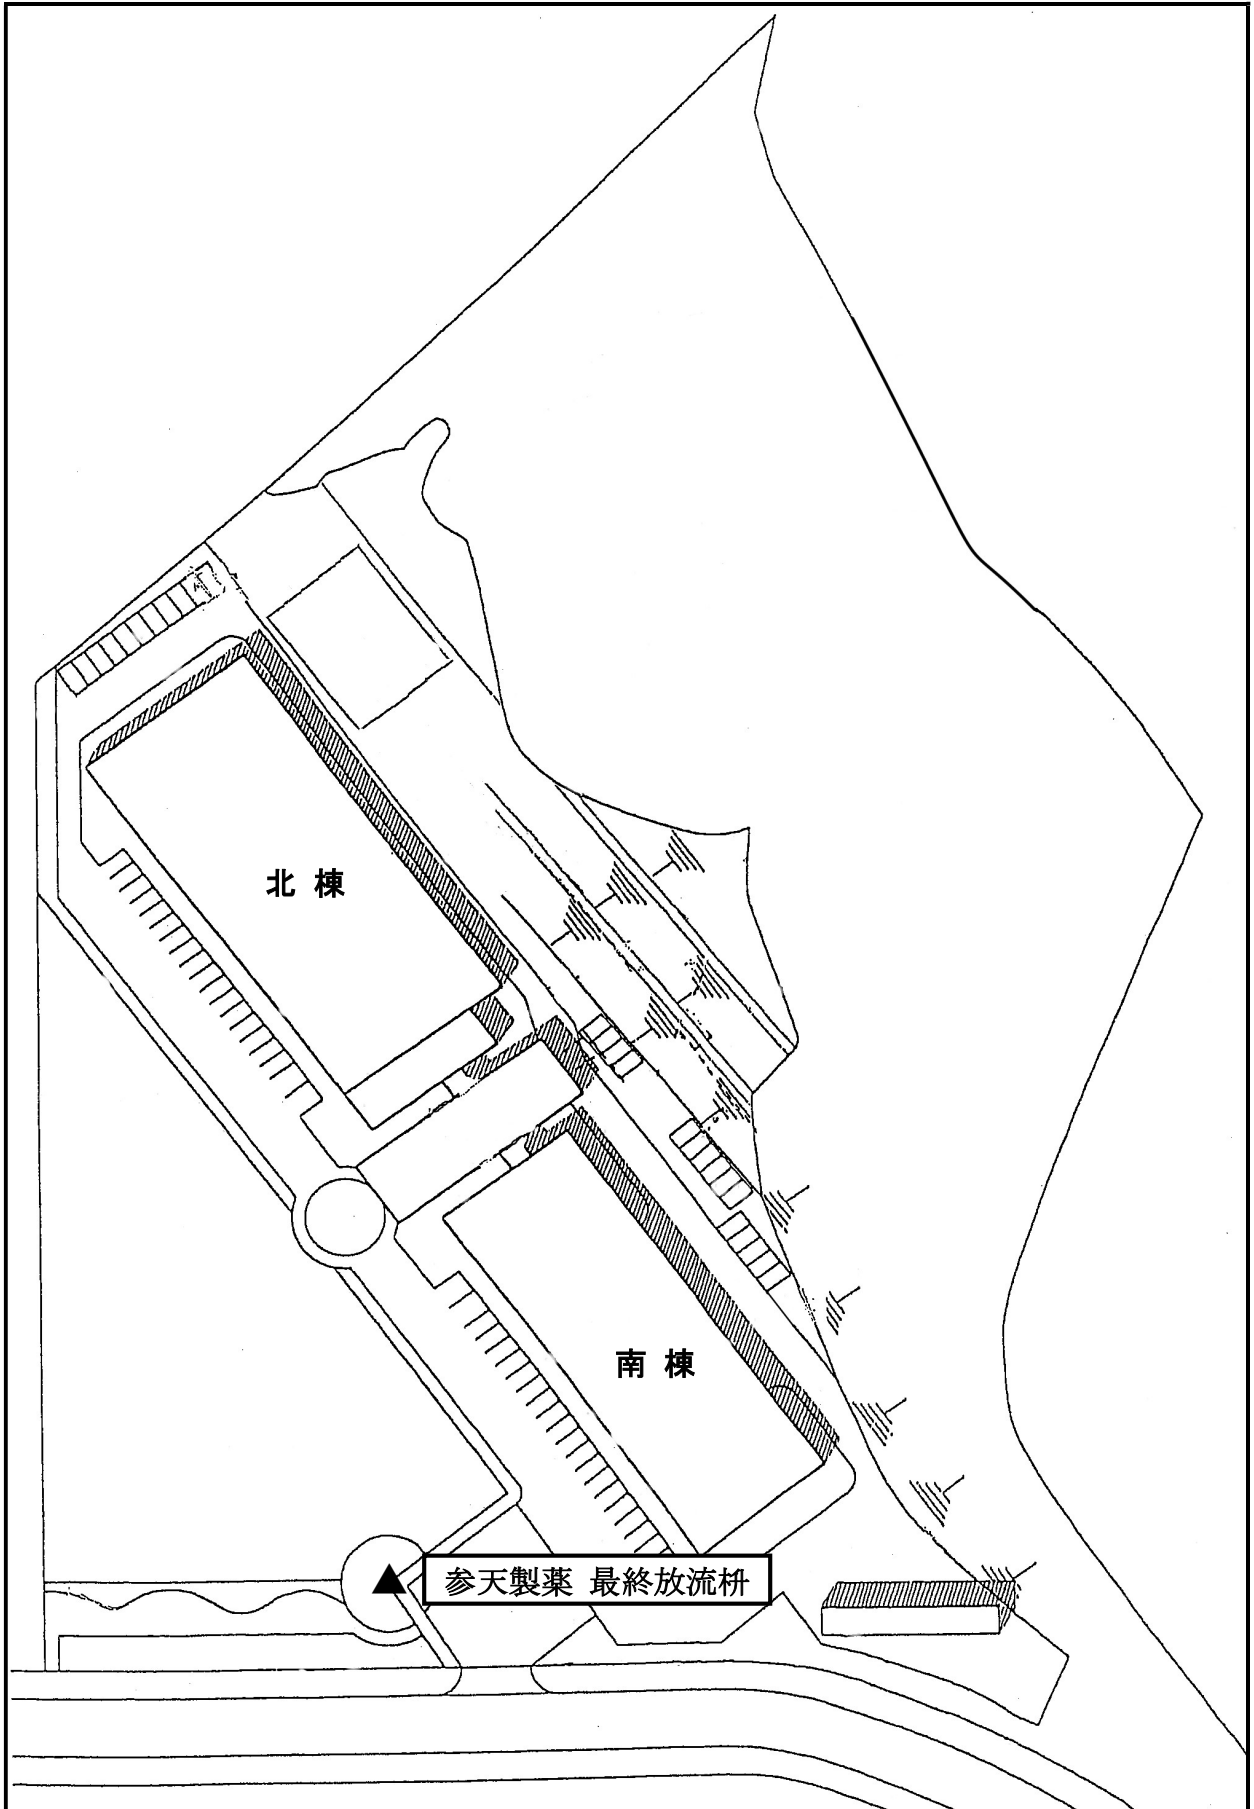 北 棟
南 棟
参天製薬 最終放流枡